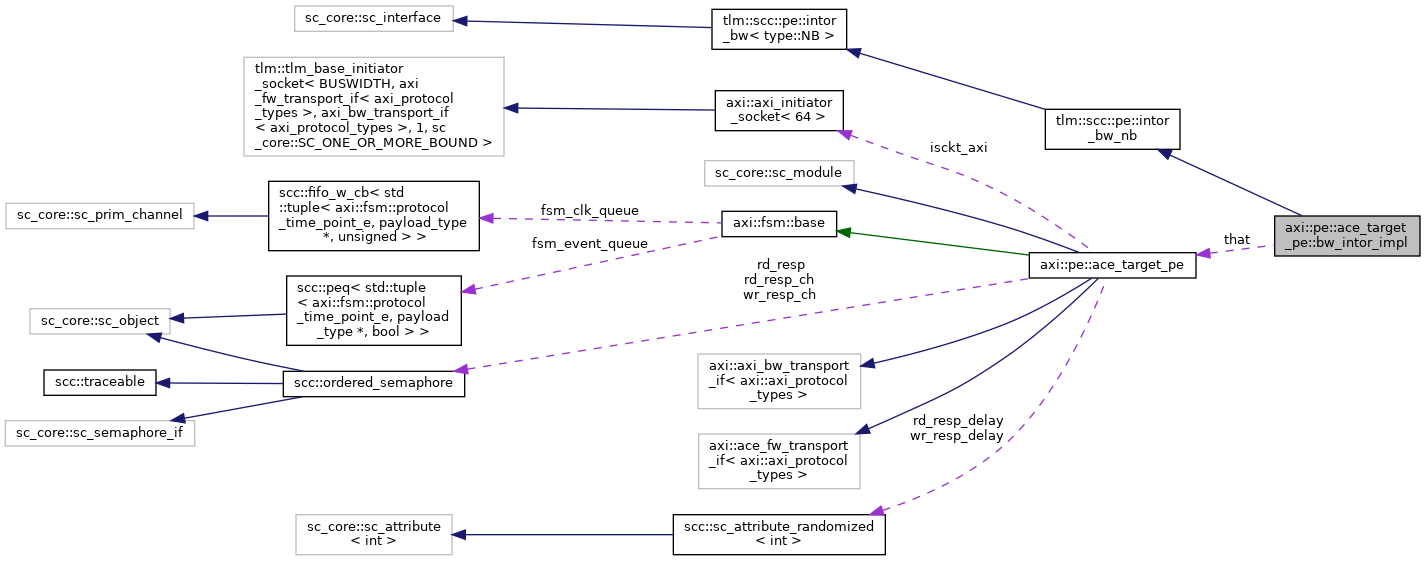 sc_core::sc_interface
tlm::scc::pe::intor
_bw< type::NB >
tlm::tlm_base_initiator
_socket< BUSWIDTH, axi
_fw_transport_if< axi_protocol
_types >, axi_bw_transport_if
< axi_protocol_types >, 1, sc
_core::SC_ONE_OR_MORE_BOUND >
axi::axi_initiator
_socket< 64 >
tlm::scc::pe::intor
_bw_nb
isckt_axi
sc_core::sc_module
sc_core::sc_prim_channel
scc::fifo_w_cb< std
::tuple< axi::fsm::protocol
_time_point_e, payload_type
*, unsigned > >
fsm_clk_queue
axi::fsm::base
fsm_event_queue
axi::pe::ace_target
_pe::bw_intor_impl
that
axi::pe::ace_target_pe
rd_resp
rd_resp_ch
wr_resp_ch
scc::peq< std::tuple
< axi::fsm::protocol
_time_point_e, payload
_type *, bool > >
sc_core::sc_object
scc::traceable
scc::ordered_semaphore
sc_core::sc_semaphore_if
axi::axi_bw_transport
_if< axi::axi_protocol
_types >
rd_resp_delay
wr_resp_delay
axi::ace_fw_transport
_if< axi::axi_protocol
_types >
sc_core::sc_attribute
< int >
scc::sc_attribute_randomized
< int >